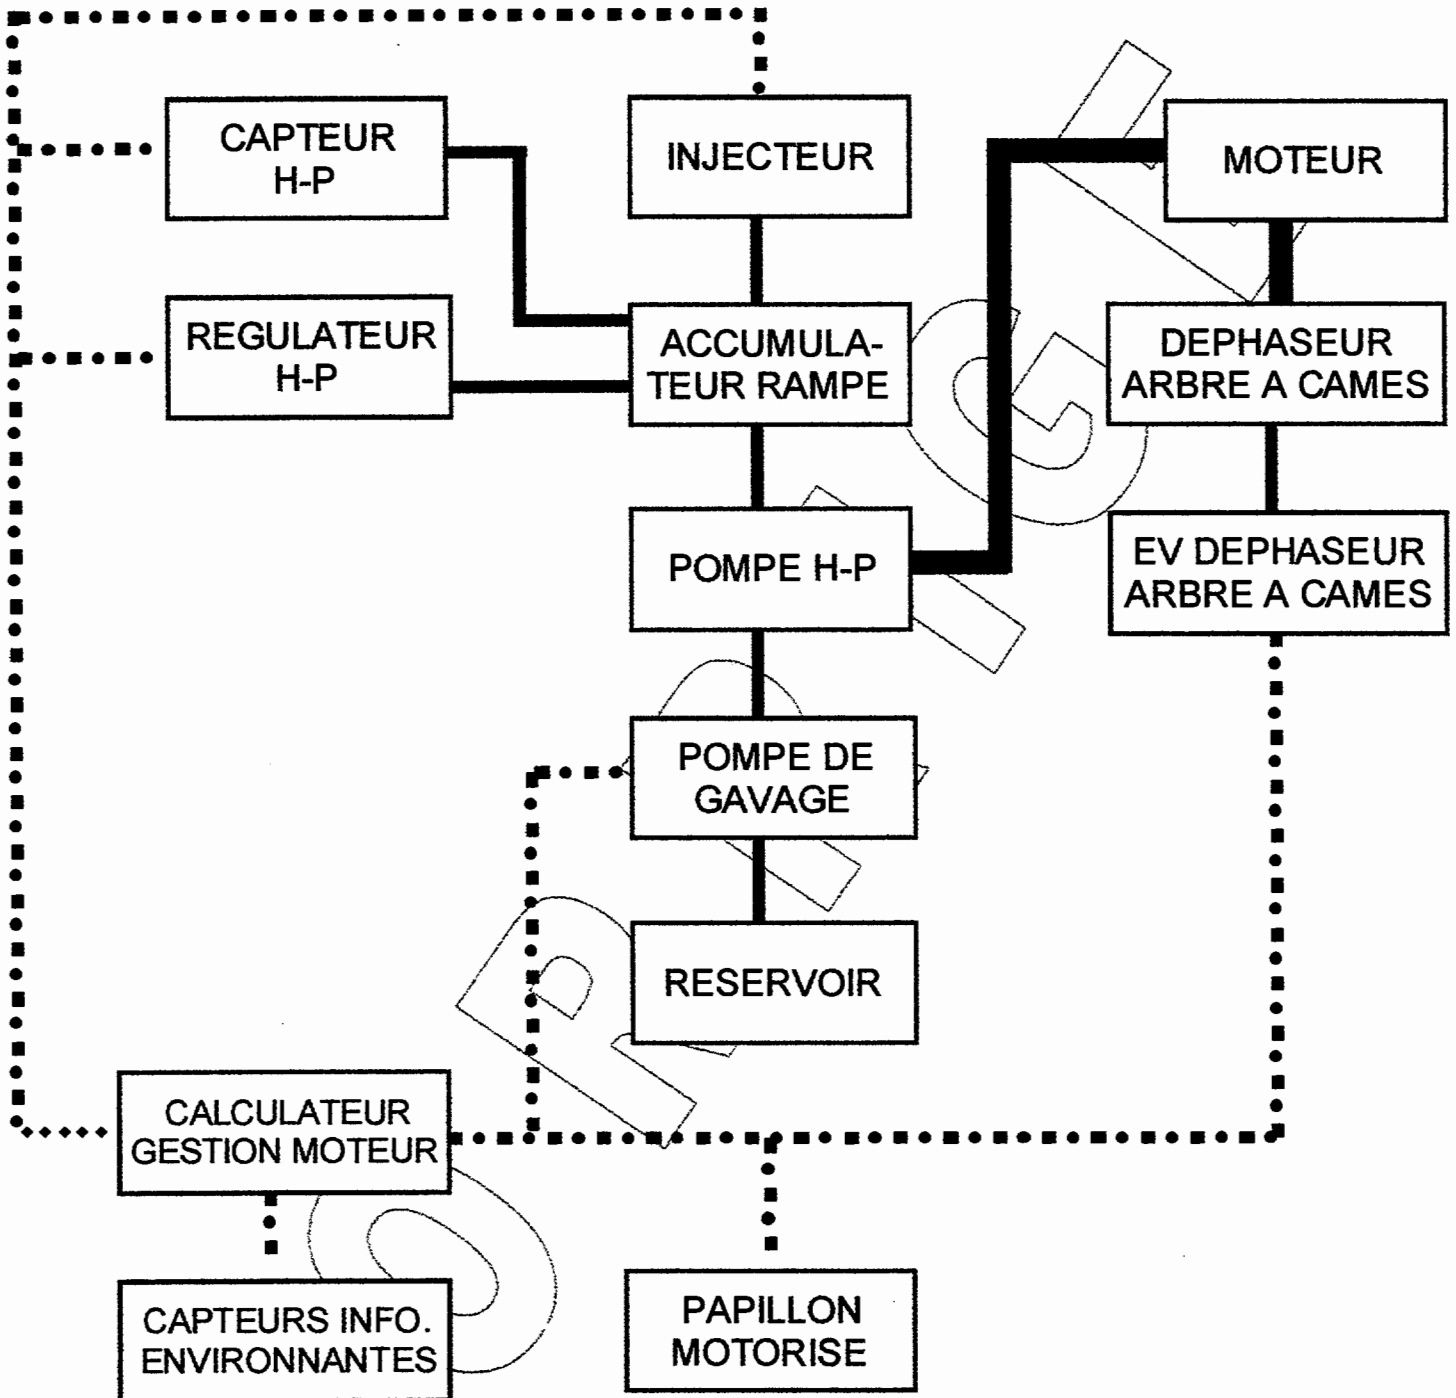 CAPTEUR
H-P
INJECTEUR
MOTEUR
REGULATEUR
H-P
ACCUMULA-
TEUR RAMPE
DEPHASEUR
ARBRE A CAMES
POMPE H-P
EV DEPHASEUR
ARBRE A CAMES
POMPE DE
GAVAGE
RESERVOIR
CALCULATEUR
GESTION MOTEUR
CAPTEURS INFO.
ENVIRONNANTES
PAPILLON
MOTORISE
ORIGINAL